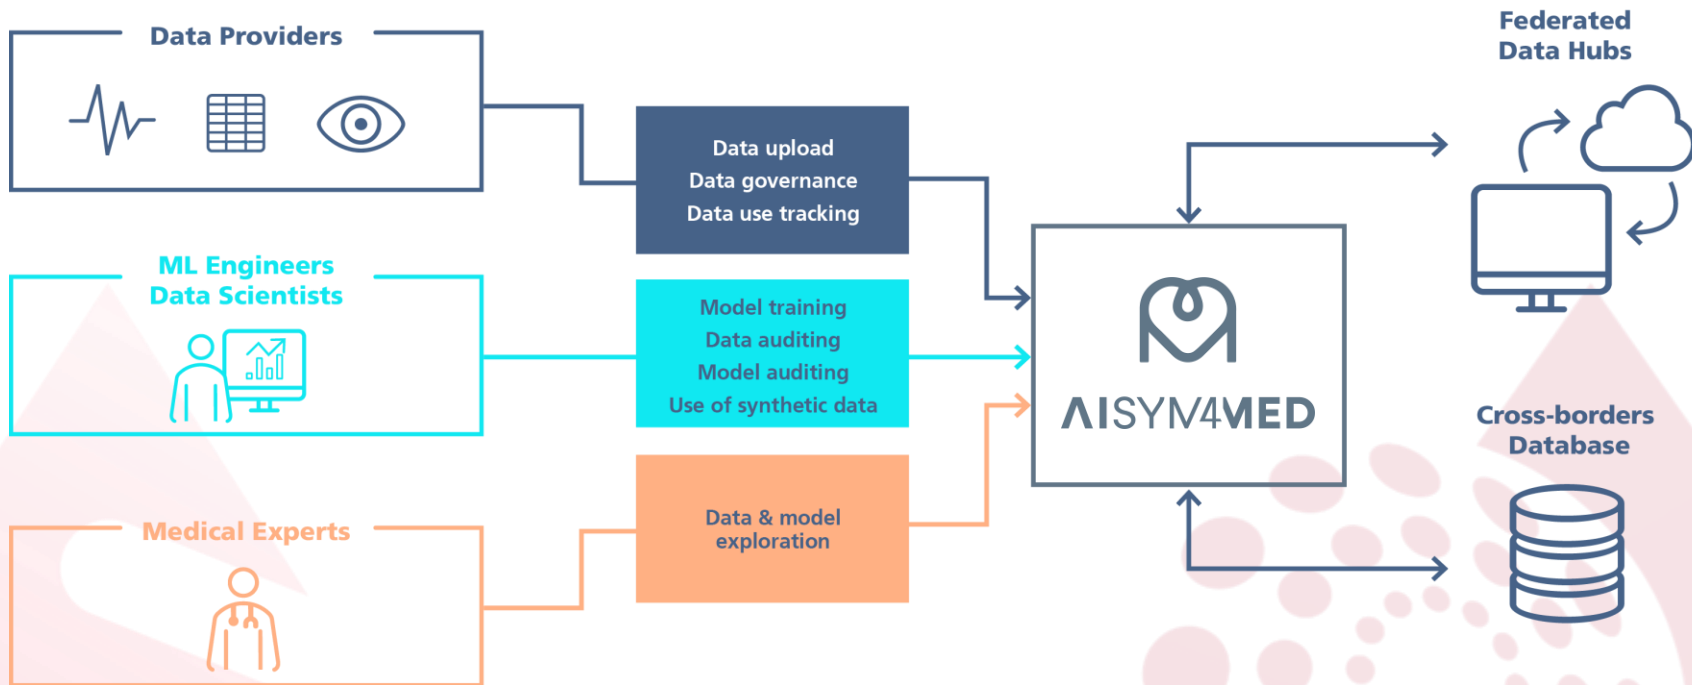 Data Providers
Data upload
Data governance
Data use tracking
ML Engineers
Data Scientists
Model training
Data auditing
Model auditing
Use of synthetic data
Medical Experts
Data & model
exploration
AISYM4MED
Federated
Data Hubs
Cross-borders
Database